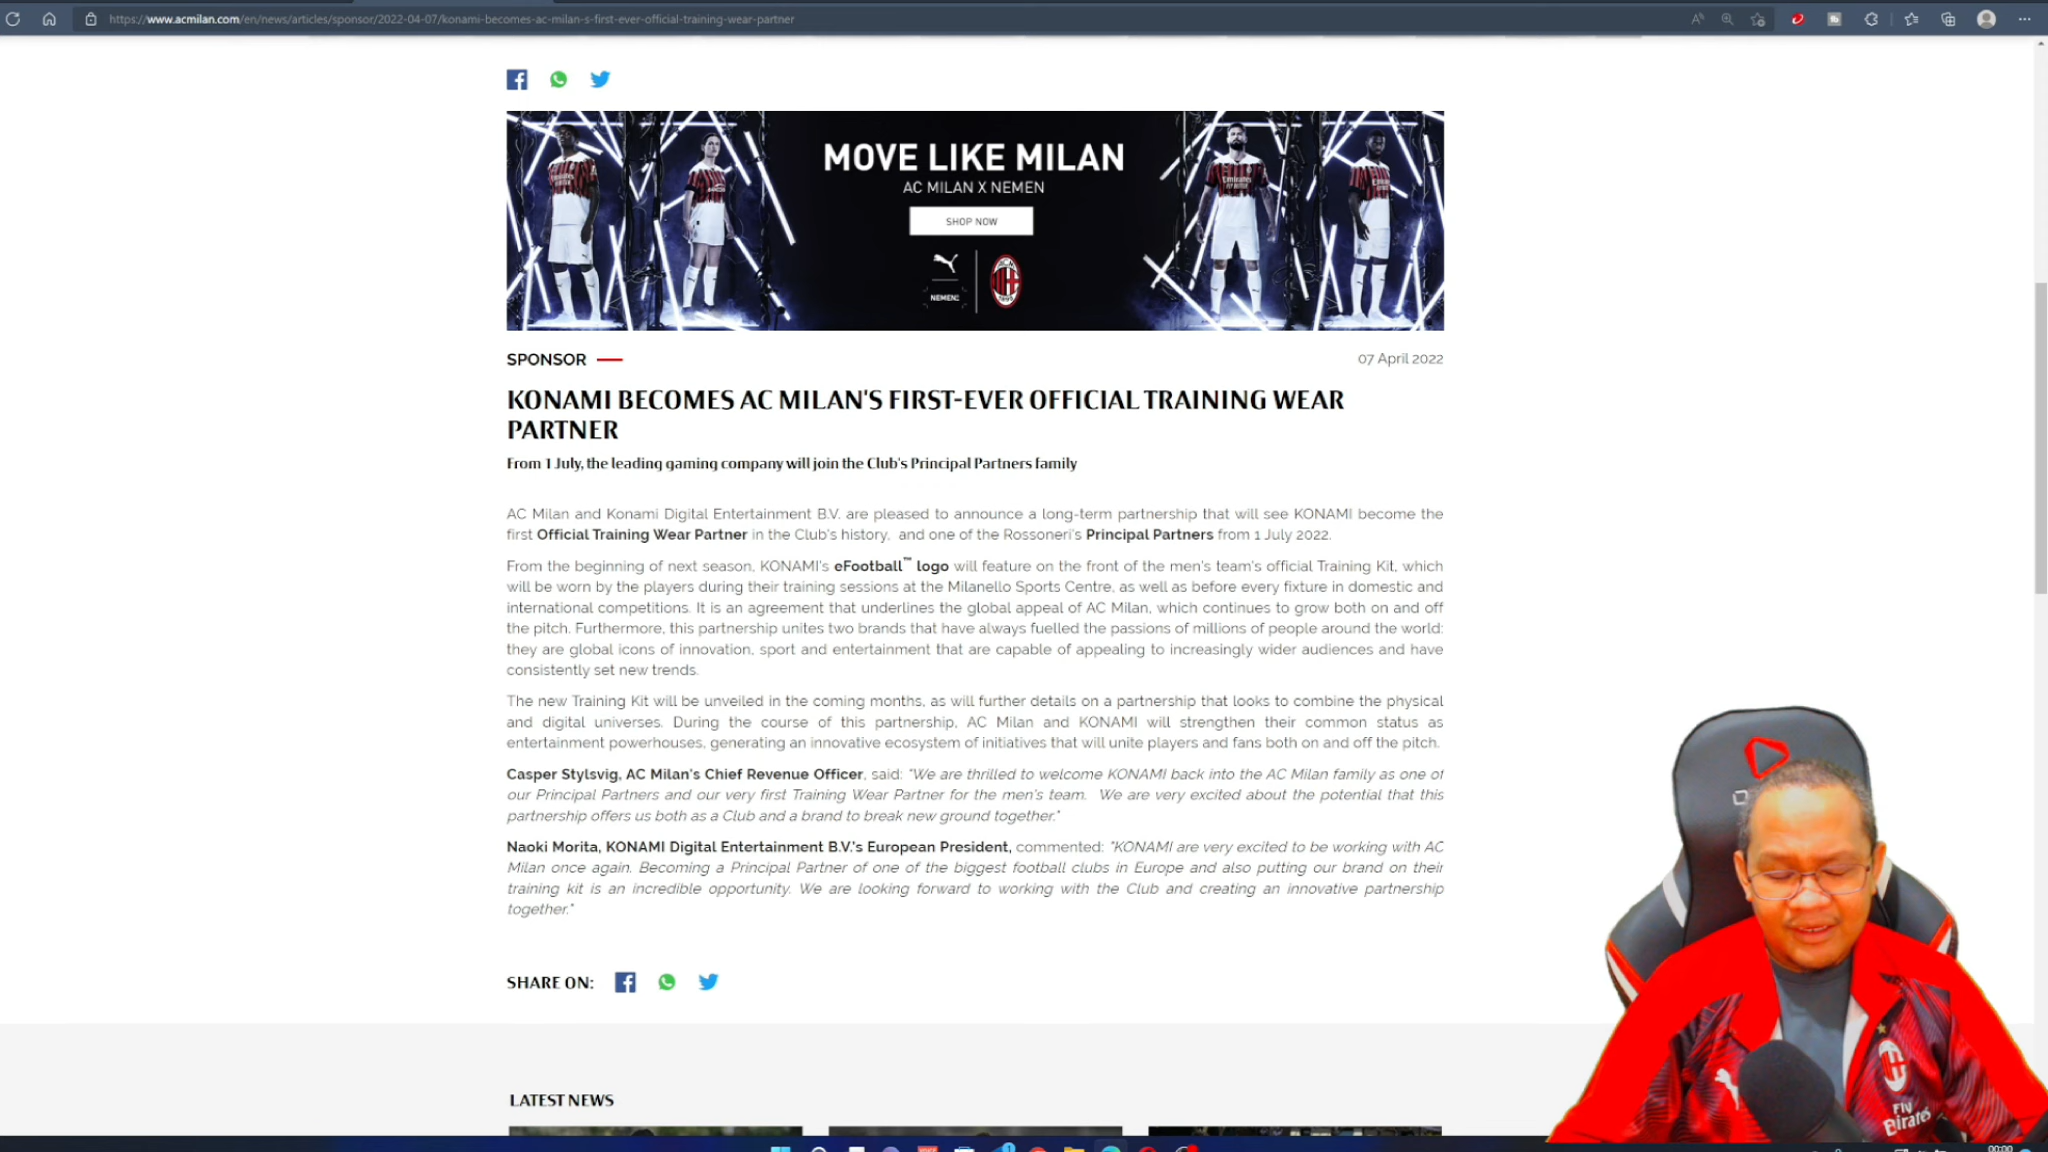 https://www.acmilan.com/en/news/articles/sponsor/2022-04-07/konami-becomes-ac-milan-s-first-ever-official-training-wear-partner
MOVE LIKE MILAN
AC MILAN X NEMEN
SHOP NOW
NEMEN
SPONSOR
07 April 2022
KONAMI BECOMES AC MILAN'S FIRST-EVER OFFICIAL TRAINING WEAR
PARTNER
From 1 July, the leading gaming company will join the Club's Principal Partners family
AC Milan and Konami Digital Entertainment B.V. are pleased to announce a long-term partnership that will see KONAMI become the
first Official Training Wear Partner in the Club's history, and one of the Rossoneri's Principal Partners from 1 July 2022.
From the beginning of next season, KONAMI's eFootball™ logo will feature on the front of the men's team's official Training Kit, which
will be worn by the players during their training sessions at the Milanello Sports Centre, as well as before every fixture in domestic and
international competitions. It is an agreement that underlines the global appeal of AC Milan, which continues to grow both on and off
the pitch. Furthermore, this partnership unites two brands that have always fuelled the passions of millions of people around the world:
they are global icons of innovation, sport and entertainment that are capable of appealing to increasingly wider audiences and have
consistently set new trends.
The new Training Kit will be unveiled in the coming months, as will further details on a partnership that looks to combine the physical
and digital universes. During the course of this partnership, AC Milan and KONAMI will strengthen their common status as
entertainment powerhouses, generating an innovative ecosystem of initiatives that will unite players and fans both on and off the pitch.
Casper Stylsvig, AC Milan's Chief Revenue Officer, said: "We are thrilled to welcome KONAMI back into the AC Milan family as one of
our Principal Partners and our very first Training Wear Partner for the men's team. We are very excited about the potential that this
partnership offers us both as a Club and a brand to break new ground together."
Naoki Morita, KONAMI Digital Entertainment B.V.'s European President, commented: "KONAMI are very excited to be working with AC
Milan once again. Becoming a Principal Partner of one of the biggest football clubs in Europe and also putting our brand on their
training kit is an incredible opportunity. We are looking forward to working with the Club and creating an innovative partnership
together."
SHARE ON:
LATEST NEWS
Fly
Emirates